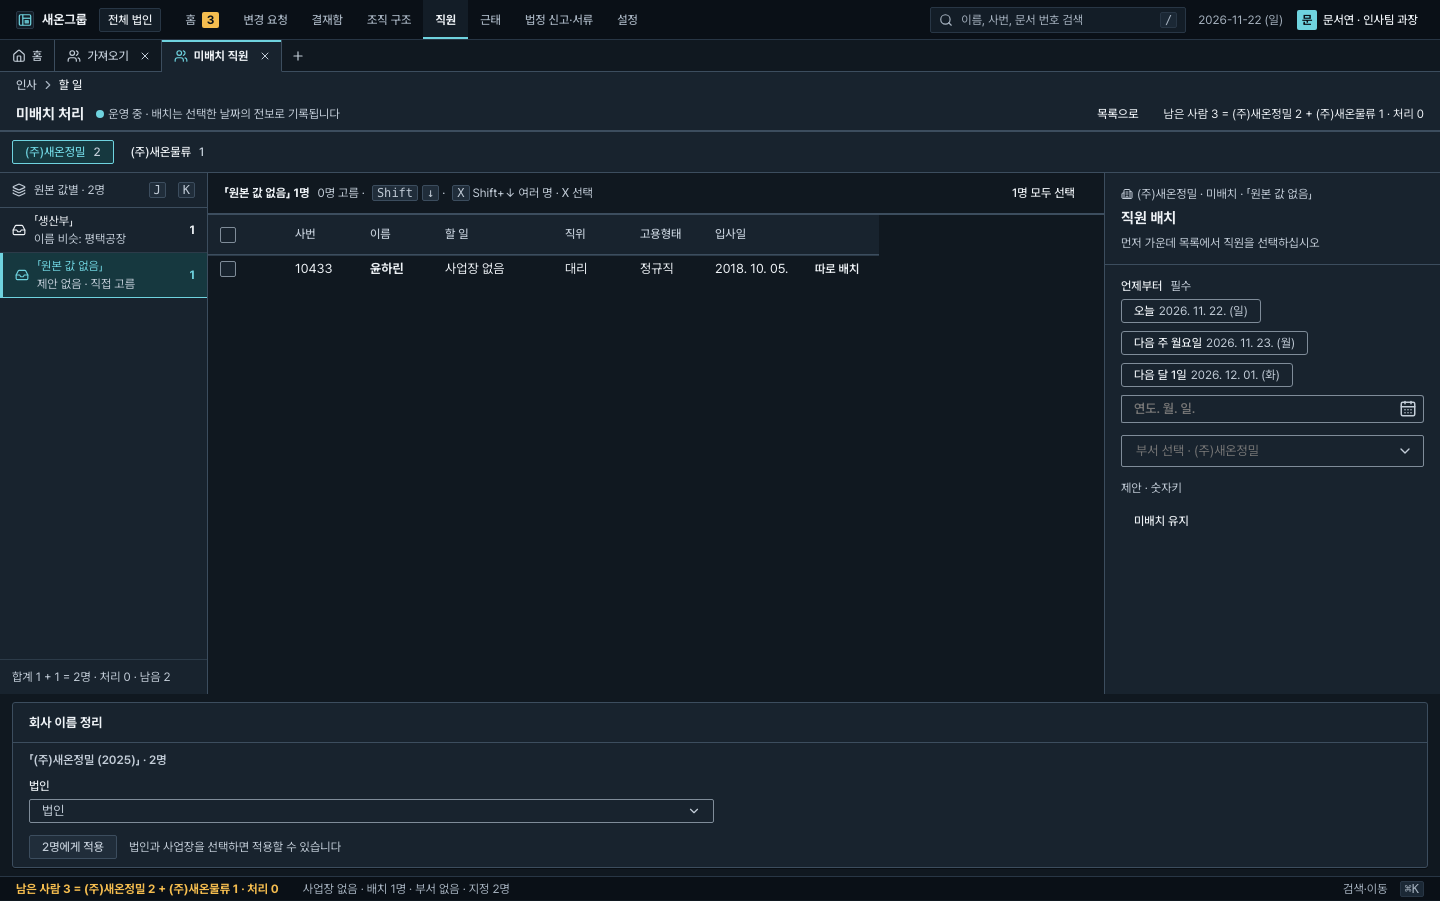 새온그룹 전체 법인 홈 3 변경 요청 결재함 조직 구조 직원 근태 법정 신고·서류 설정 이름, 사번, 문서 번호 검색 / 2026-11-22 (일) 문 문서연 · 인사팀 과장
홈 가져오기 미배치 직원
인사 > 할 일
미배치 처리 운영 중 · 배치는 선택한 날짜의 전보로 기록됩니다 목록으로 남은 사람 3 = (주)새온정밀 2 + (주)새온물류 1 · 처리 0
(주)새온정밀 2 (주)새온물류 1
원본 값별 · 2명 J K
「생산부」 1
이름 비슷: 평택공장
「원본 값 없음」 1
제안 없음 · 직접 고름
합계 1 + 1 = 2명 · 처리 0 · 남음 2
「원본 값 없음」 1명 0명 고름 · Shift ↓ · X Shift+↓ 여러 명 · X 선택 1명 모두 선택
사번 이름 할 일 직위 고용형태 입사일
10433 윤하린 사업장 없음 대리 정규직 2018. 10. 05. 따로 배치
(주)새온정밀 · 미배치 · 「원본 값 없음」
직원 배치
먼저 가운데 목록에서 직원을 선택하십시오
언제부터 필수
오늘 2026. 11. 22. (일)
다음 주 월요일 2026. 11. 23. (월)
다음 달 1일 2026. 12. 01. (화)
연도. 월. 일.
부서 선택 · (주)새온정밀
제안 · 숫자키
미배치 유지
회사 이름 정리
「(주)새온정밀 (2025)」 · 2명
법인
법인
2명에게 적용 법인과 사업장을 선택하면 적용할 수 있습니다
남은 사람 3 = (주)새온정밀 2 + (주)새온물류 1 · 처리 0 사업장 없음 · 배치 1명 · 부서 없음 · 지정 2명 검색·이동 ⌘K